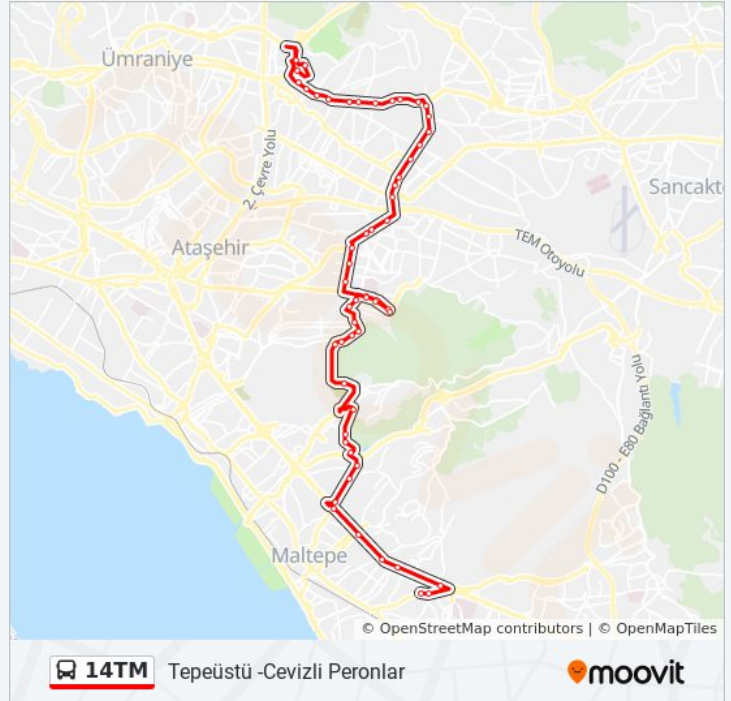 Ümraniye
2. Çevre Yolu
Sancakt
Ataşehir
TEM Otoyolu
D100 - E80 Bağlantı Yolu
Maltepe
© OpenStreetMap contributors | © OpenMapTiles
14TM Tepeüstü -Cevizli Peronlar
moovit